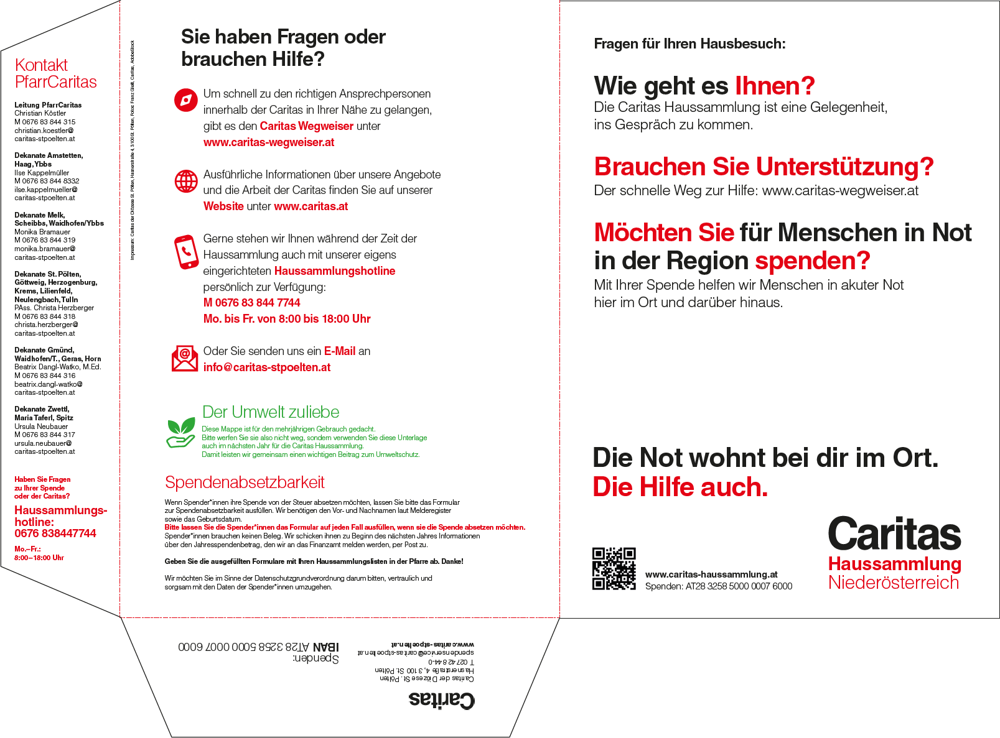 Kontakt
PfarrCaritas
Leitung PfarrCaritas
Christian Köstler
M 0676 83 844 315
christian.koestler@
caritas-stpoelten.at
Dekanate Amstetten,
Haag, Ybbs
Ilse Kappelmüller
M 0676 83 844 8332
ilse.kappelmueller@
caritas-stpoelten.at
Dekanate Melk,
Scheibbs, Waidhofen/Ybbs
Monika Bramauer
M 0676 83 844 319
monika.bramauer@
caritas-stpoelten.at
Dekanate St. Pölten,
Göttweig, Herzogenburg,
Krems, Lilienfeld,
Neulengbach, Tulln
PAss. Christa Herzberger
M 0676 83 844 318
christa.herzberger@
caritas-stpoelten.at
Dekanate Gmünd,
Waidhofen/T., Geras, Horn
Beatrix Dangl-Watko, M.Ed.
M 0676 83 844 316
beatrix.dangl-watko@
caritas-stpoelten.at
Dekanate Zwettl,
Maria Taferl, Spitz
Ursula Neubauer
M 0676 83 844 317
ursula.neubauer@
caritas-stpoelten.at
Haben Sie Fragen
zu Ihrer Spende
oder der Caritas?
Haussammlungs-
hotline:
0676 838447744
Mo.–Fr.:
8:00–18:00 Uhr
Impressum: Caritas der Diözese St. Pölten, Hasnerstraße 4, 3100 St. Pölten, Fotos: Franz Gleiß, Caritas, AdobeStock
Sie haben Fragen oder
brauchen Hilfe?
Um schnell zu den richtigen Ansprechpersonen
innerhalb der Caritas in Ihrer Nähe zu gelangen,
gibt es den Caritas Wegweiser unter
www.caritas-wegweiser.at
Ausführliche Informationen über unsere Angebote
und die Arbeit der Caritas finden Sie auf unserer
Website unter www.caritas.at
Gerne stehen wir Ihnen während der Zeit der
Haussammlung auch mit unserer eigens
eingerichteten Haussammlungshotline
persönlich zur Verfügung:
M 0676 83 844 7744
Mo. bis Fr. von 8:00 bis 18:00 Uhr
Oder Sie senden uns ein E-Mail an
info@caritas-stpoelten.at
Der Umwelt zuliebe
Diese Mappe ist für den mehrjährigen Gebrauch gedacht.
Bitte werfen Sie sie also nicht weg, sondern verwenden Sie diese Unterlage
auch im nächsten Jahr für die Caritas Haussammlung.
Damit leisten wir gemeinsam einen wichtigen Beitrag zum Umweltschutz.
Spendenabsetzbarkeit
Wenn Spender*innen ihre Spende von der Steuer absetzen möchten, lassen Sie bitte das Formular
zur Spendenabsetzbarkeit ausfüllen. Wir benötigen den Vor- und Nachnamen laut Melderegister
sowie das Geburtsdatum.
Bitte lassen Sie die Spender*innen das Formular auf jeden Fall ausfüllen, wenn sie die Spende absetzen möchten.
Spender*innen brauchen keinen Beleg. Wir schicken ihnen zu Beginn des nächsten Jahres Informationen
über den Jahresspendenbetrag, den wir an das Finanzamt melden werden, per Post zu.
Geben Sie die ausgefüllten Formulare mit Ihren Haussammlungslisten in der Pfarre ab. Danke!
Wir möchten Sie im Sinne der Datenschutzgrundverordnung darum bitten, vertraulich und
sorgsam mit den Daten der Spender*innen umzugehen.
Caritas
Caritas der Diözese St. Pölten
Hasnerstraße 4, 3100 St. Pölten
T 02742 844-0
spendenservice@caritas-stpoelten.at
www.caritas-stpoelten.at
Spenden:
IBAN AT28 3258 5000 0007 6000
Fragen für Ihren Hausbesuch:
Wie geht es Ihnen?
Die Caritas Haussammlung ist eine Gelegenheit,
ins Gespräch zu kommen.
Brauchen Sie Unterstützung?
Der schnelle Weg zur Hilfe: www.caritas-wegweiser.at
Möchten Sie für Menschen in Not
in der Region spenden?
Mit Ihrer Spende helfen wir Menschen in akuter Not
hier im Ort und darüber hinaus.
Die Not wohnt bei dir im Ort.
Die Hilfe auch.
www.caritas-haussammlung.at
Spenden: AT28 3258 5000 0007 6000
Caritas
Haussammlung
Niederösterreich